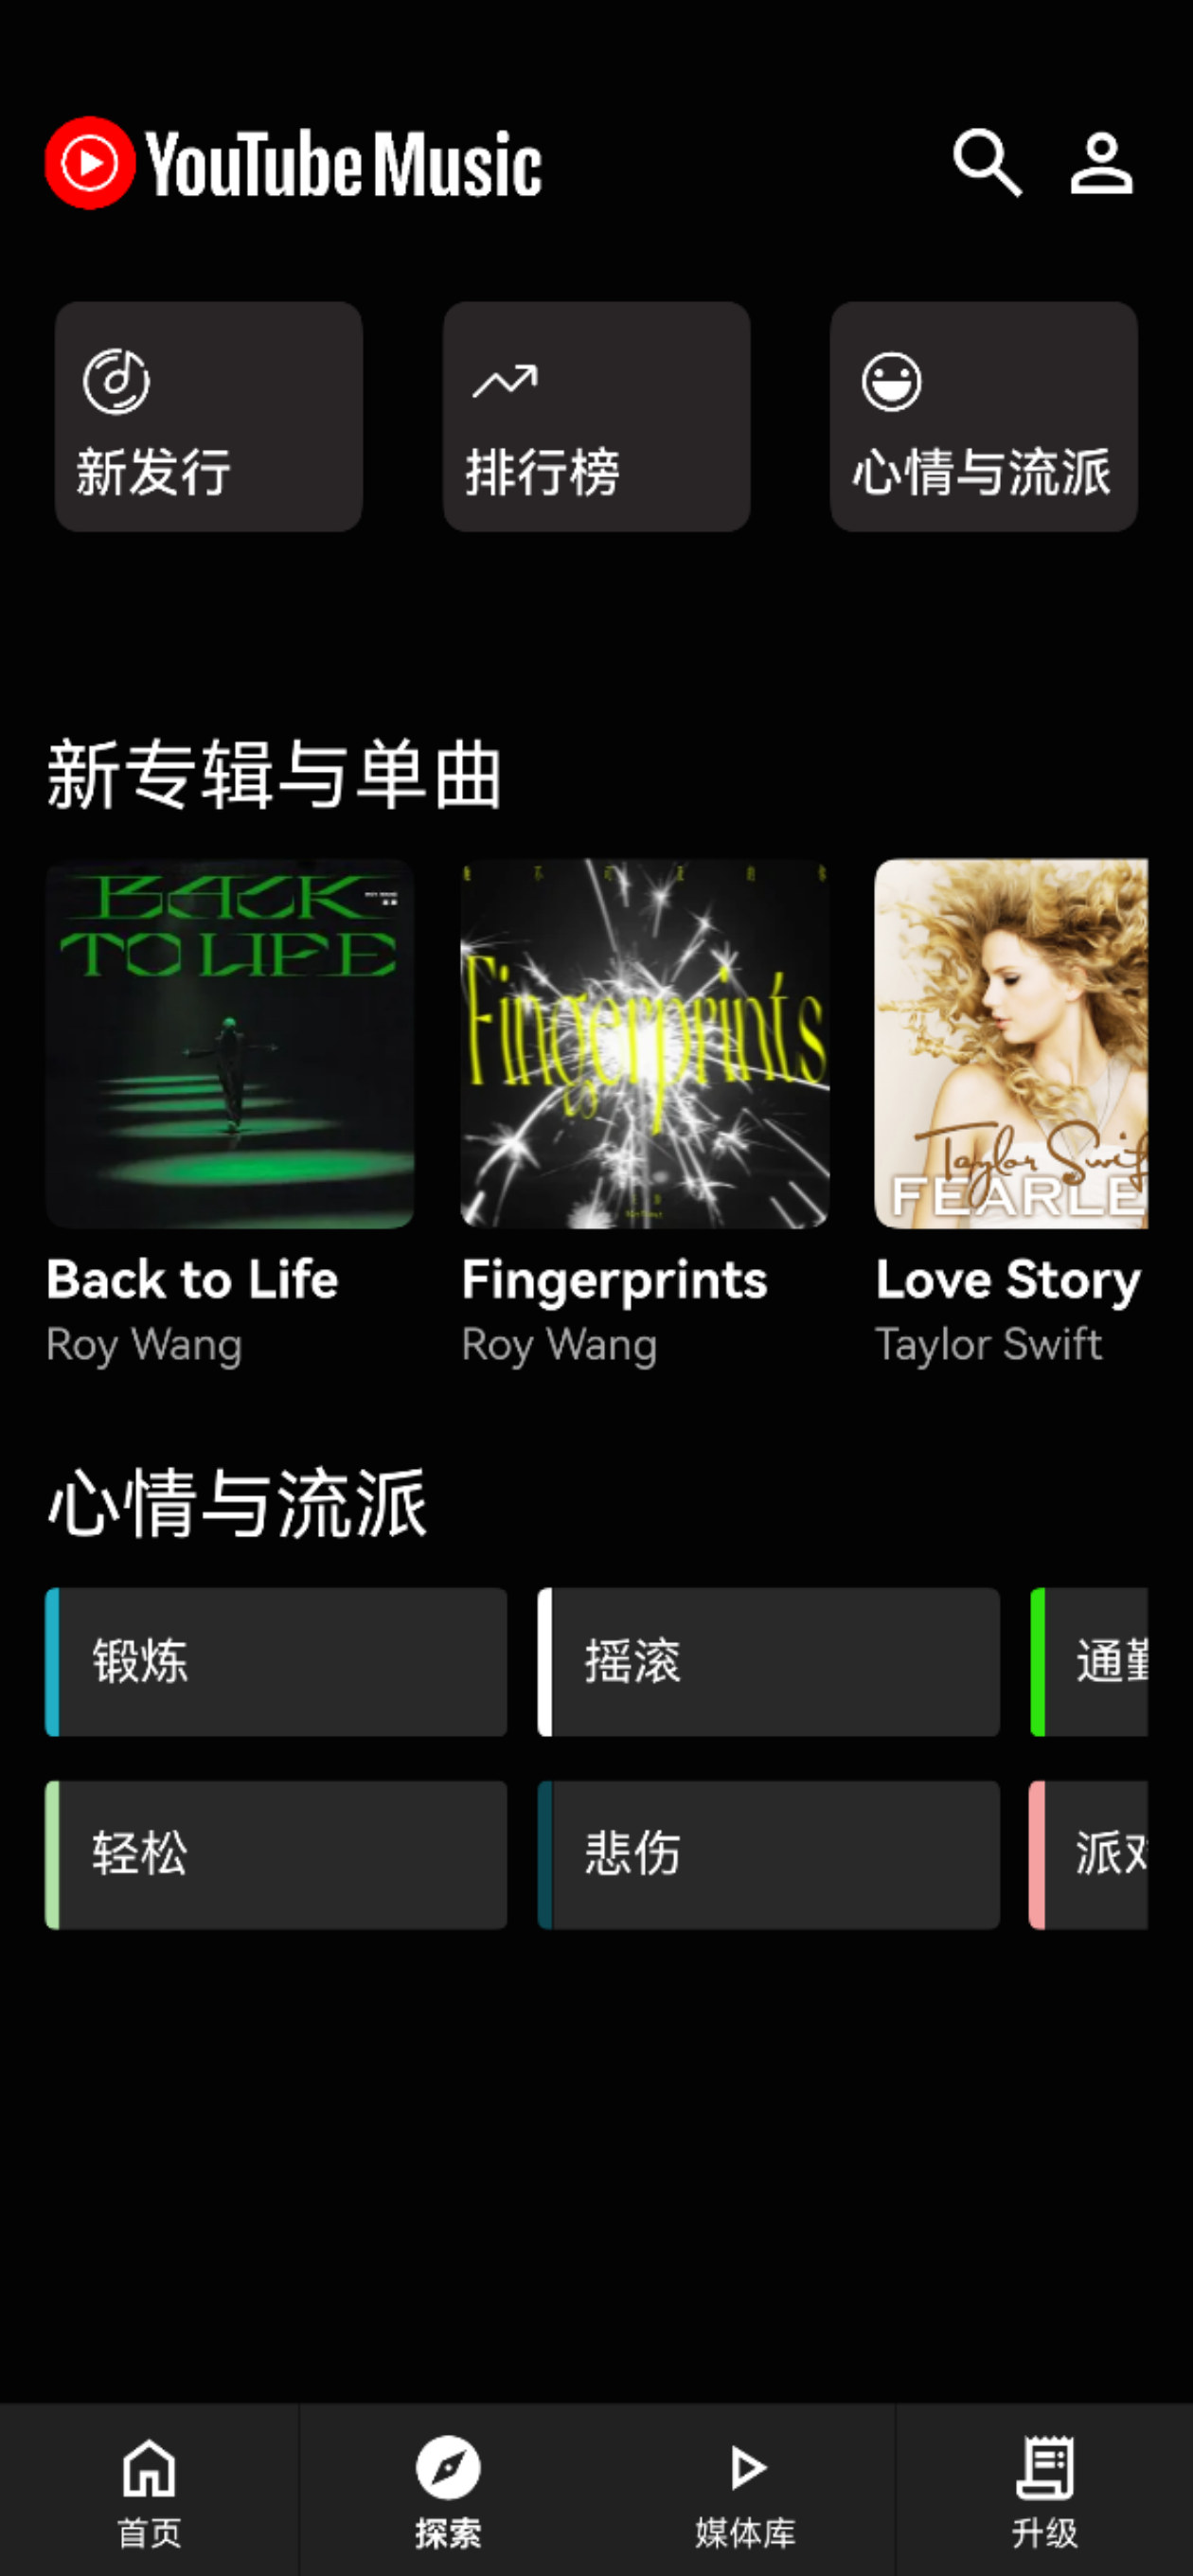 YouTube Music
新发行
排行榜
心情与流派
新专辑与单曲
BACK
TO LIFE
Fingerprints
Taylor Swif
FEARLE
Back to Life
Fingerprints
Love Story
Roy Wang
Roy Wang
Taylor Swift
心情与流派
锻炼
摇滚
通勤
轻松
悲伤
派对
首页
探索
媒体库
升级